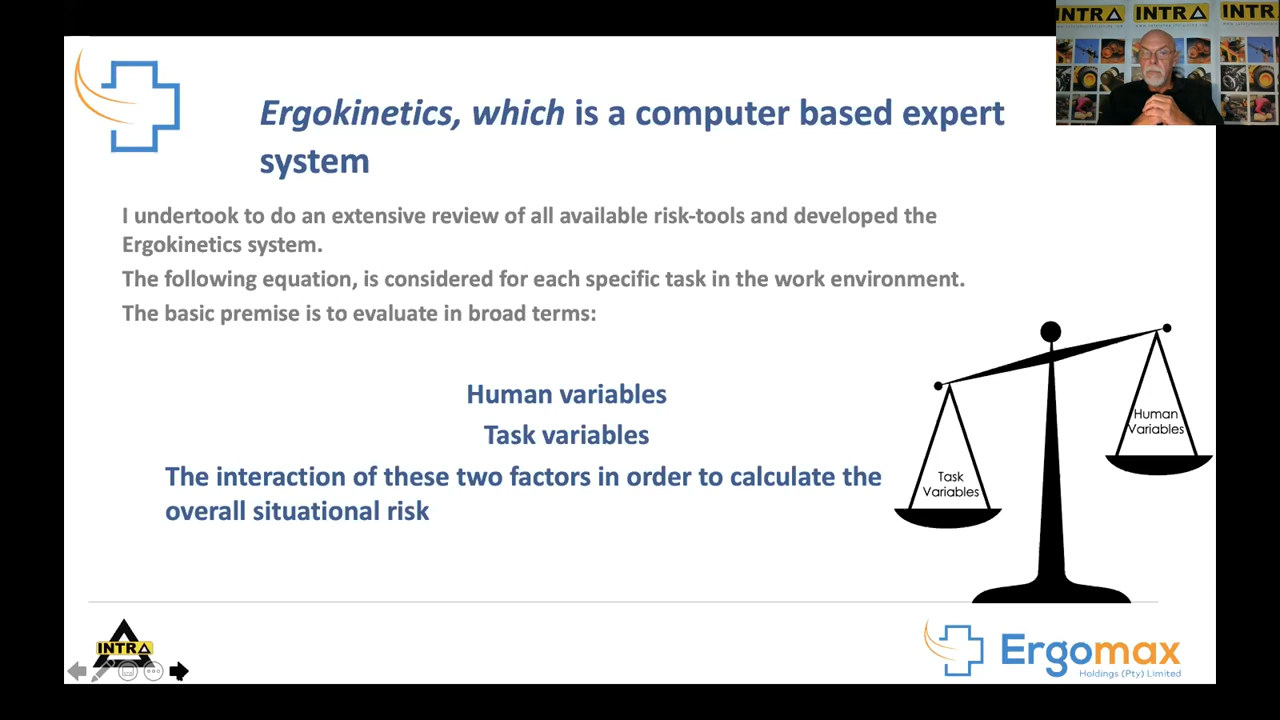 INTRA INTRA INTRA
Ergokinetics, which is a computer based expert
system
I undertook to do an extensive review of all available risk-tools and developed the
Ergokinetics system.
The following equation, is considered for each specific task in the work environment.
The basic premise is to evaluate in broad terms:
Human variables
Task variables
The interaction of these two factors in order to calculate the
overall situational risk
Human
Variables
Task
Variables
INTRA
Ergomax
Holdings (Pty) Limited